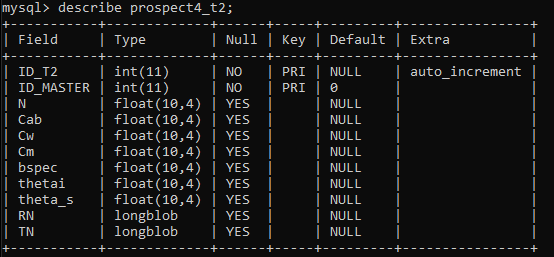 mysql> describe prospect4_t2;
+-----------+-------------+------+-----+---------+----------------+
| Field     | Type        | Null | Key | Default | Extra          |
+-----------+-------------+------+-----+---------+----------------+
| ID_T2     | int(11)     | NO   | PRI | NULL    | auto_increment |
| ID_MASTER | int(11)     | NO   | PRI | 0       |                |
| N         | float(10,4) | YES  |     | NULL    |                |
| Cab       | float(10,4) | YES  |     | NULL    |                |
| Cw        | float(10,4) | YES  |     | NULL    |                |
| Cm        | float(10,4) | YES  |     | NULL    |                |
| bspec     | float(10,4) | YES  |     | NULL    |                |
| thetai    | float(10,4) | YES  |     | NULL    |                |
| theta_s   | float(10,4) | YES  |     | NULL    |                |
| RN        | longblob    | YES  |     | NULL    |                |
| TN        | longblob    | YES  |     | NULL    |                |
+-----------+-------------+------+-----+---------+----------------+